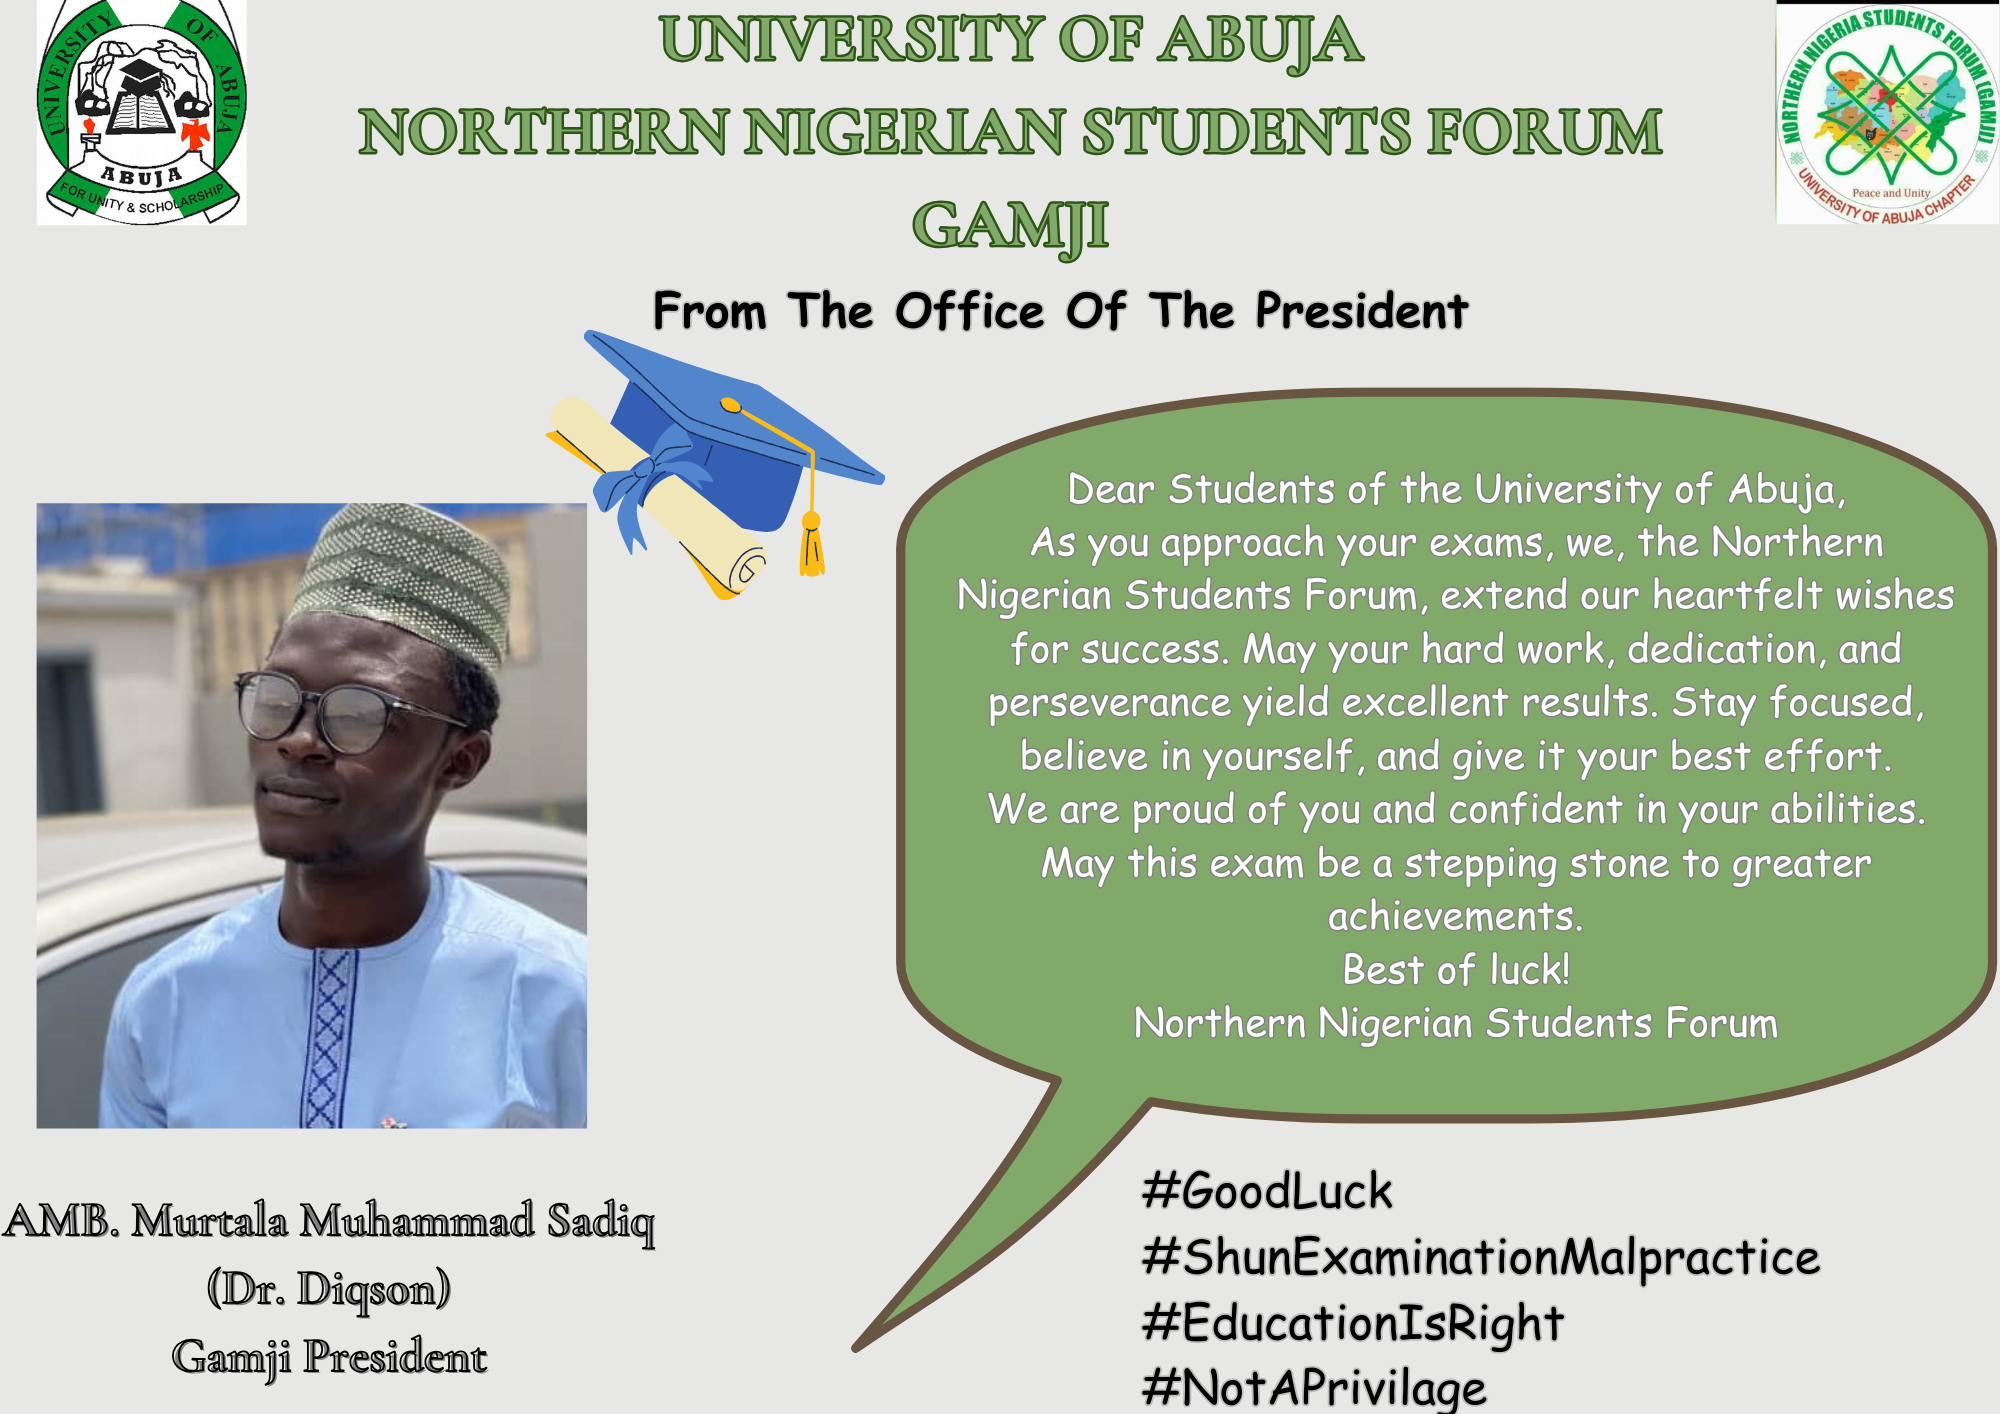 UNIVERSITY OF ABUJA
ABUJA
FOR UNITY & SCHOLARSHIP
UNIVERSITY OF ABUJA
NORTHERN NIGERIAN STUDENTS FORUM
GAMJI
NORTHERN NIGERIA STUDENTS FORUM (GAMJI)
Peace and Unity
UNIVERSITY OF ABUJA CHAPTER
From The Office Of The President
Dear Students of the University of Abuja,
As you approach your exams, we, the Northern
Nigerian Students Forum, extend our heartfelt wishes
for success. May your hard work, dedication, and
perseverance yield excellent results. Stay focused,
believe in yourself, and give it your best effort.
We are proud of you and confident in your abilities.
May this exam be a stepping stone to greater
achievements.
Best of luck!
Northern Nigerian Students Forum
AMB. Murtala Muhammad Sadiq
(Dr. Diqson)
Gamji President
#GoodLuck
#ShunExaminationMalpractice
#EducationIsRight
#NotAPrivilage